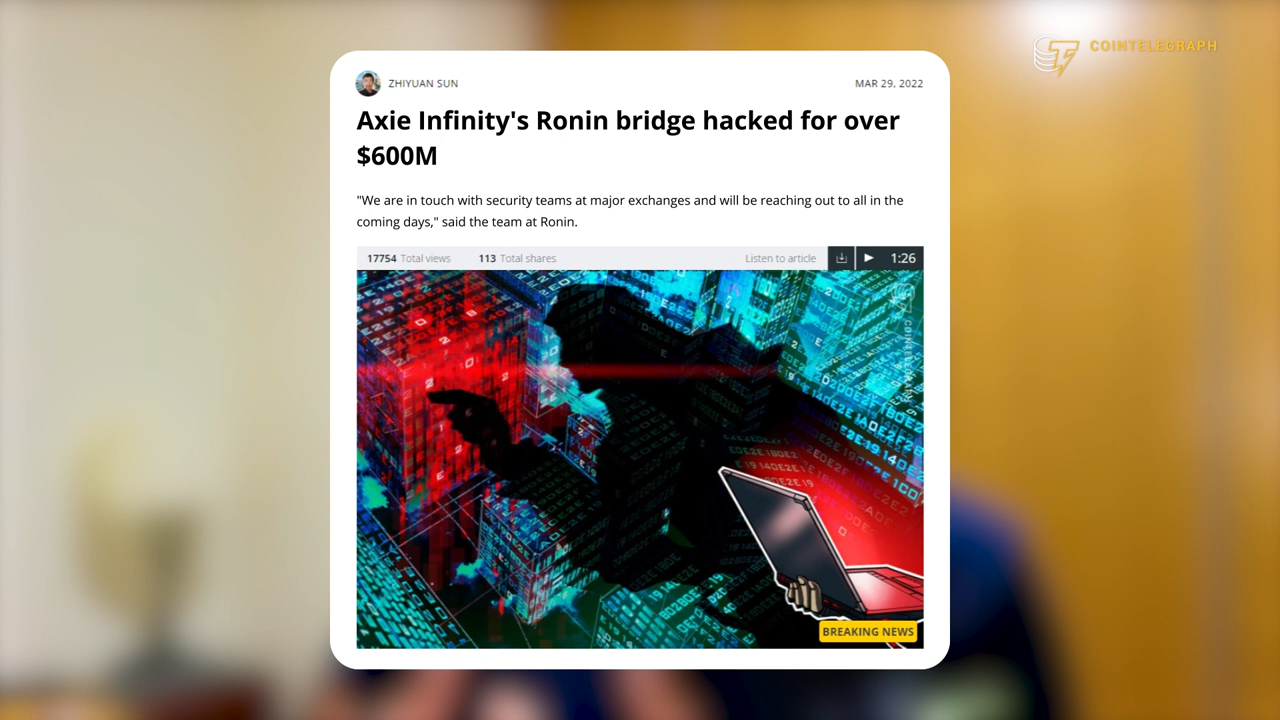 COINTELEGRAPH
ZHIYUAN SUN
MAR 29, 2022
Axie Infinity's Ronin bridge hacked for over
$600M
"We are in touch with security teams at major exchanges and will be reaching out to all in the
coming days," said the team at Ronin.
17754 Total views 113 Total shares Listen to article 1:26
COINTELEGRAPH
BREAKING NEWS